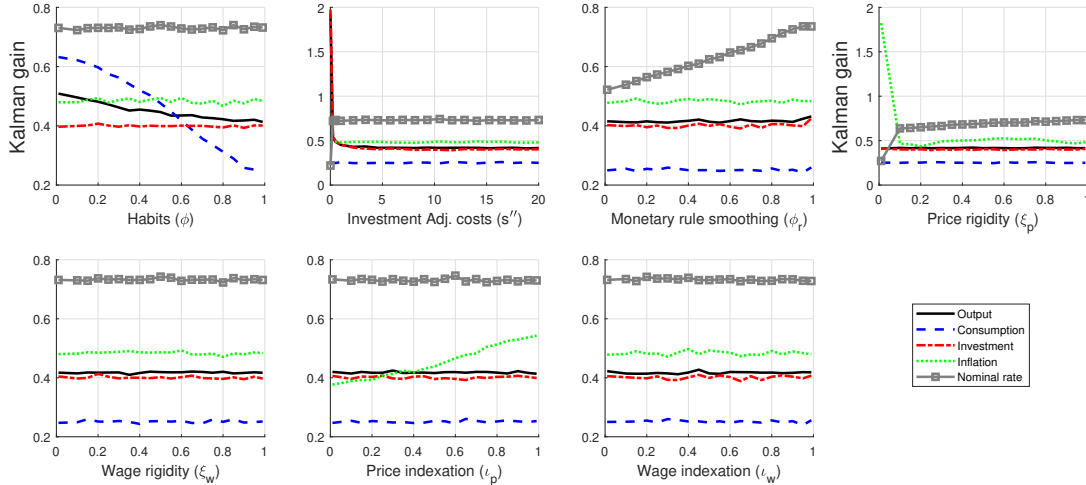 Kalman gain
0.8
0.6
0.4
0.2
0 0.2 0.4 0.6 0.8 1
Habits (ϕ)
2
1.5
1
0.5
0
0 5 10 15 20
Investment Adj. costs (s′′)
0.8
0.6
0.4
0.2
0 0.2 0.4 0.6 0.8 1
Monetary rule smoothing (ϕr)
Kalman gain
2
1.5
1
0.5
0
0 0.2 0.4 0.6 0.8 1
Price rigidity (ξp)
0.8
0.6
0.4
0.2
0 0.2 0.4 0.6 0.8 1
Wage rigidity (ξw)
0.8
0.6
0.4
0.2
0 0.2 0.4 0.6 0.8 1
Price indexation (ιp)
0.8
0.6
0.4
0.2
0 0.2 0.4 0.6 0.8 1
Wage indexation (ιw)
Output
Consumption
Investment
Inflation
Nominal rate